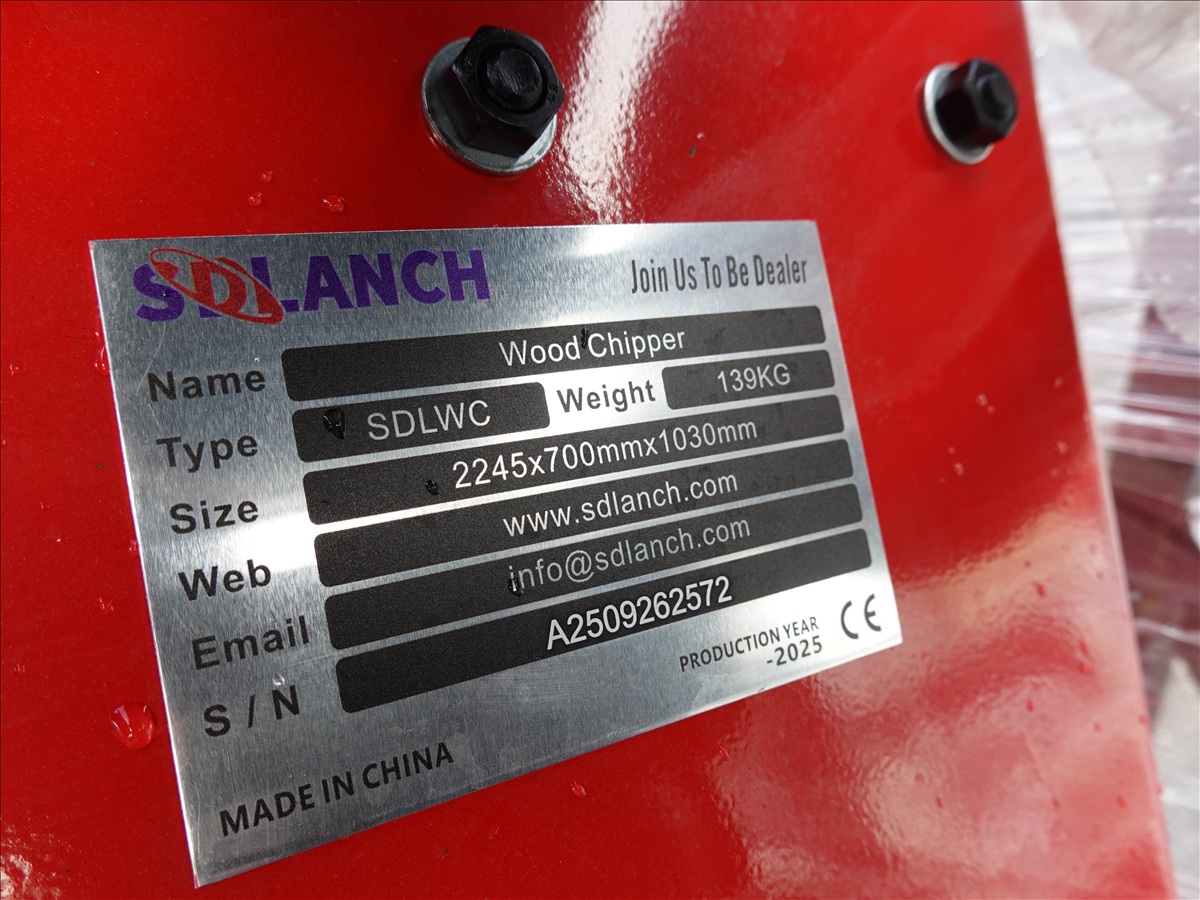 SDLANCH Join Us To Be Dealer
Name Wood Chipper
Type SDLWC Weight 139KG
Size 2245x700mmx1030mm
Web www.sdlanch.com
Email info@sdlanch.com
S / N A2509262572
PRODUCTION YEAR
-2025
CE
MADE IN CHINA